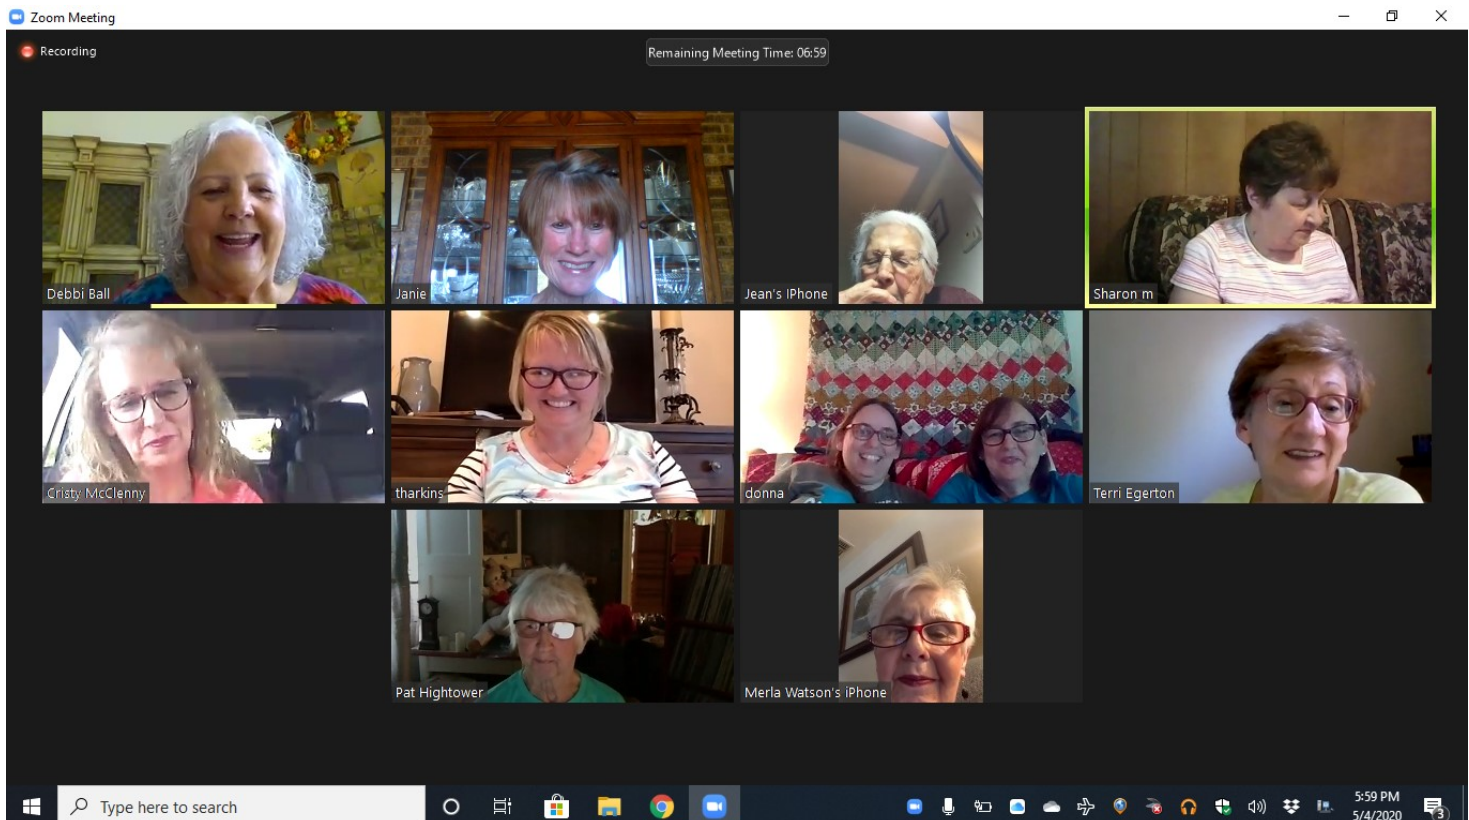 Zoom Meeting
Recording
Remaining Meeting Time: 06:59
Debbi Ball
Janie
Jean's IPhone
Sharon m
Cristy McClenny
tharkins
donna
Terri Egerton
Pat Hightower
Merla Watson's iPhone
Type here to search
5:59 PM
5/4/2020
3